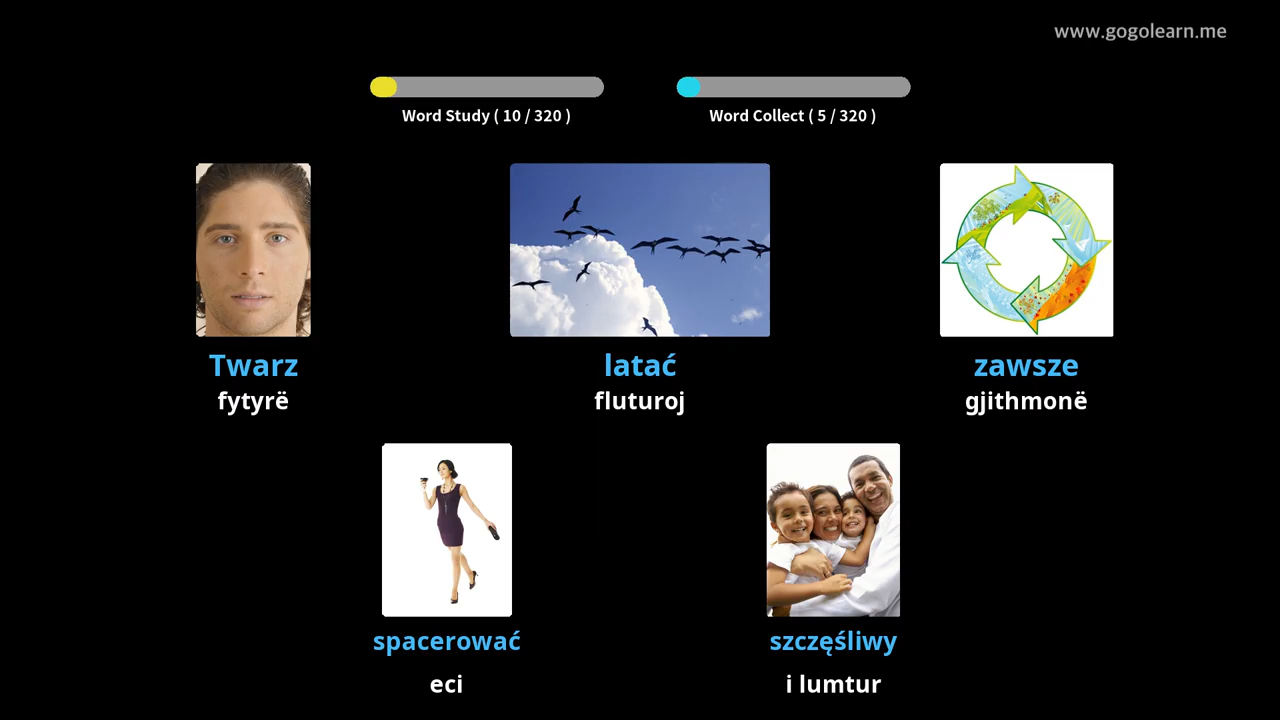 www.gogolearn.me
Word Study ( 10 / 320 )
Word Collect ( 5 / 320 )
Twarz
fytyrë
latać
fluturoj
zawsze
gjithmonë
spacerować
eci
szczęśliwy
i lumtur